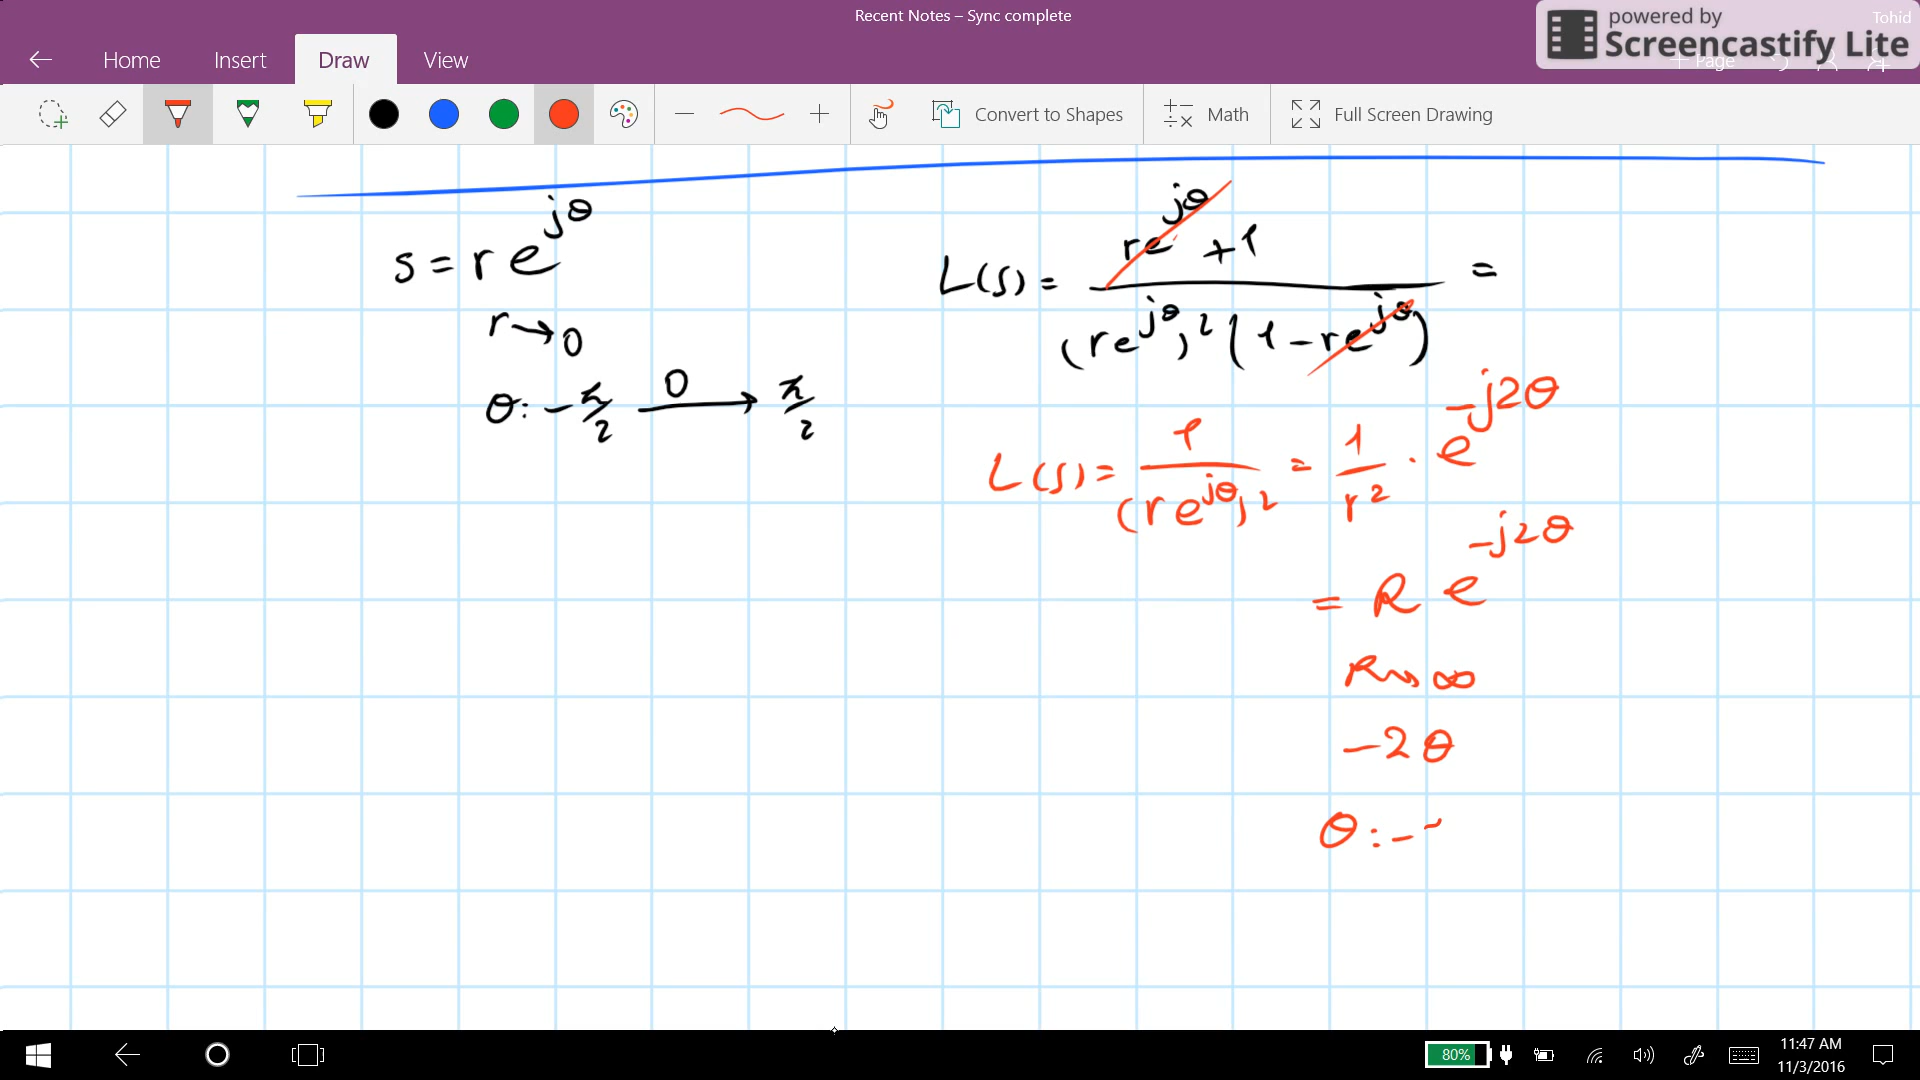 Recent Notes – Sync complete
Tohid
powered by
Screencastify Lite
Home Insert Draw View
Page
Convert to Shapes Math Full Screen Drawing
s = r e^{jθ}
r → 0
θ: -π/2 —0→ π/2
L(s) = (re^{jθ} + 1) / ((re^{jθ})² (1 - re^{jθ})) =
L(s) = 1 / (re^{jθ})² = 1/r² · e^{-j2θ}
= R e^{-j2θ}
R → ∞
-2θ
θ: -
80%
11:47 AM
11/3/2016